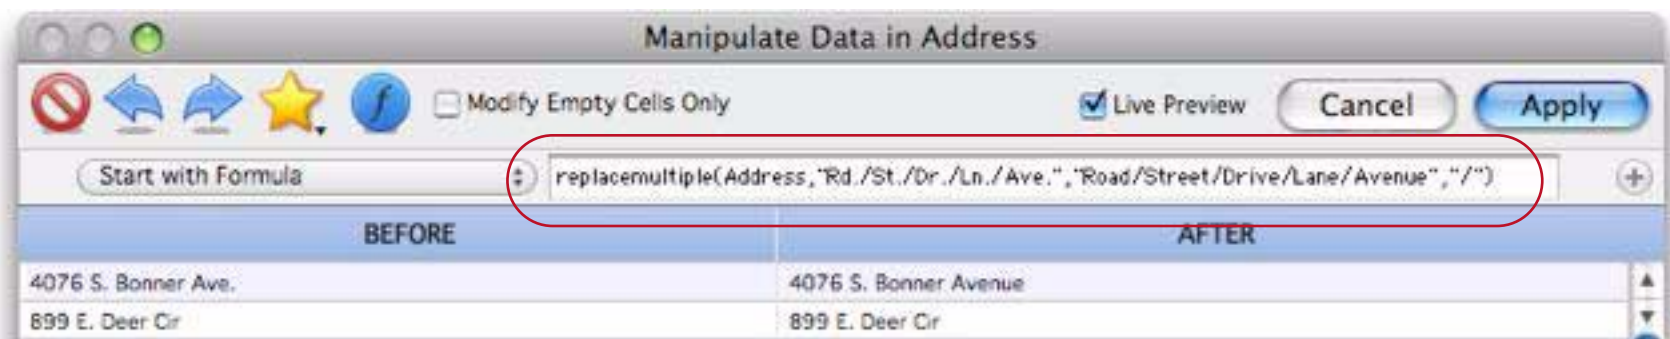 Manipulate Data in Address
Modify Empty Cells Only
Live Preview
Cancel
Apply
Start with Formula
replacemultiple(Address,"Rd./St./Dr./Ln./Ave.","Road/Street/Drive/Lane/Avenue","/")
BEFORE AFTER
4076 S. Bonner Ave. 4076 S. Bonner Avenue
899 E. Deer Cir 899 E. Deer Cir